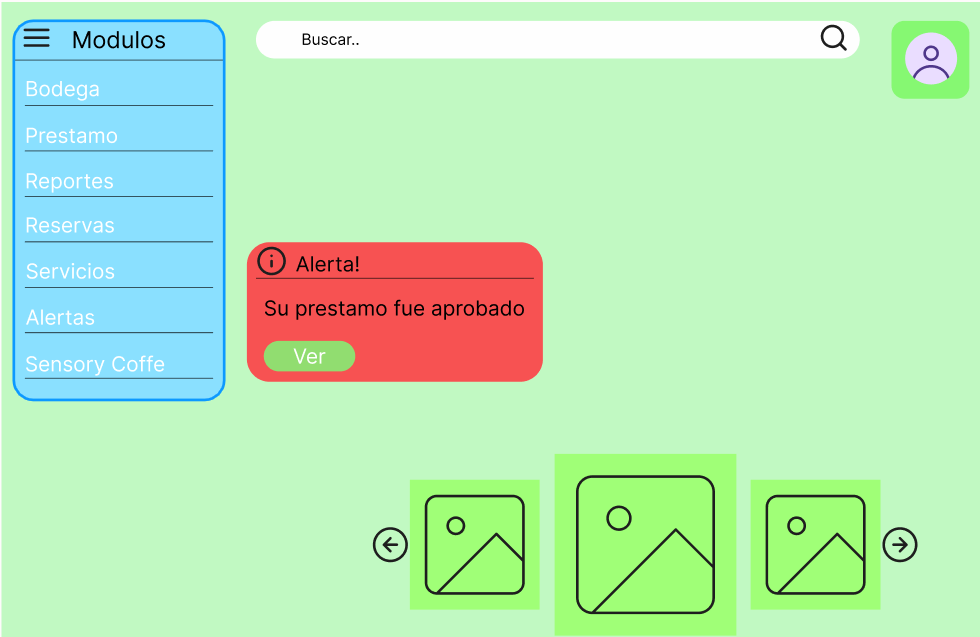 Modulos
Buscar..
Bodega
Prestamo
Reportes
Reservas
Servicios
Alertas
Sensory Coffe
Alerta!
Su prestamo fue aprobado
Ver